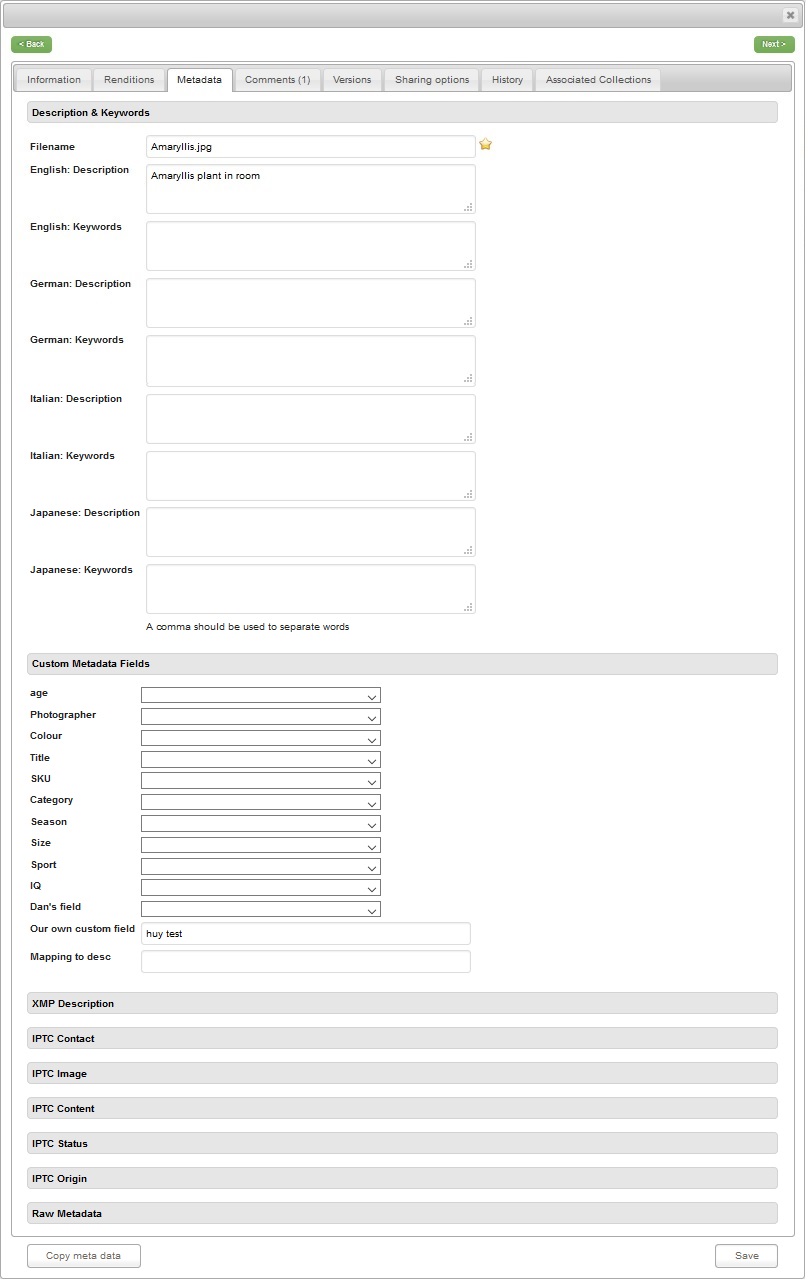 < Back
Next >
Information Renditions Metadata Comments (1) Versions Sharing options History Associated Collections
Description & Keywords
Filename Amaryllis.jpg
English: Description Amaryllis plant in room
English: Keywords
German: Description
German: Keywords
Italian: Description
Italian: Keywords
Japanese: Description
Japanese: Keywords
A comma should be used to separate words
Custom Metadata Fields
age
Photographer
Colour
Title
SKU
Category
Season
Size
Sport
IQ
Dan's field
Our own custom field huy test
Mapping to desc
XMP Description
IPTC Contact
IPTC Image
IPTC Content
IPTC Status
IPTC Origin
Raw Metadata
Copy meta data Save